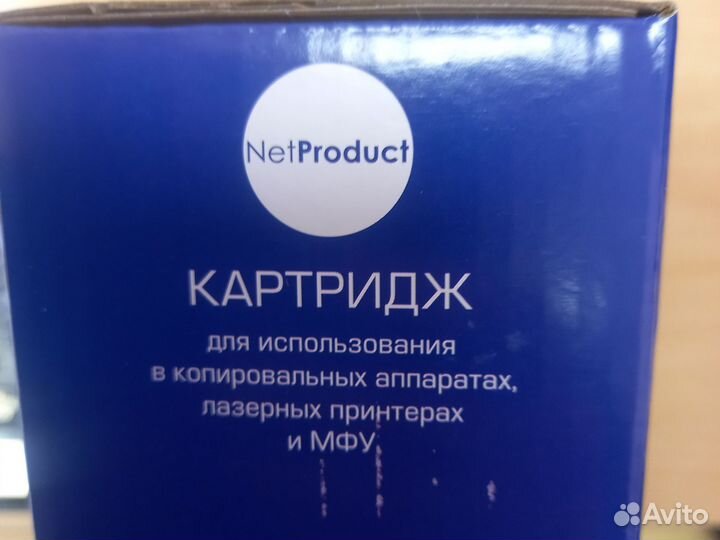 NetProduct
КАРТРИДЖ
для использования
в копировальных аппаратах,
лазерных принтерах
и МФУ
Avito